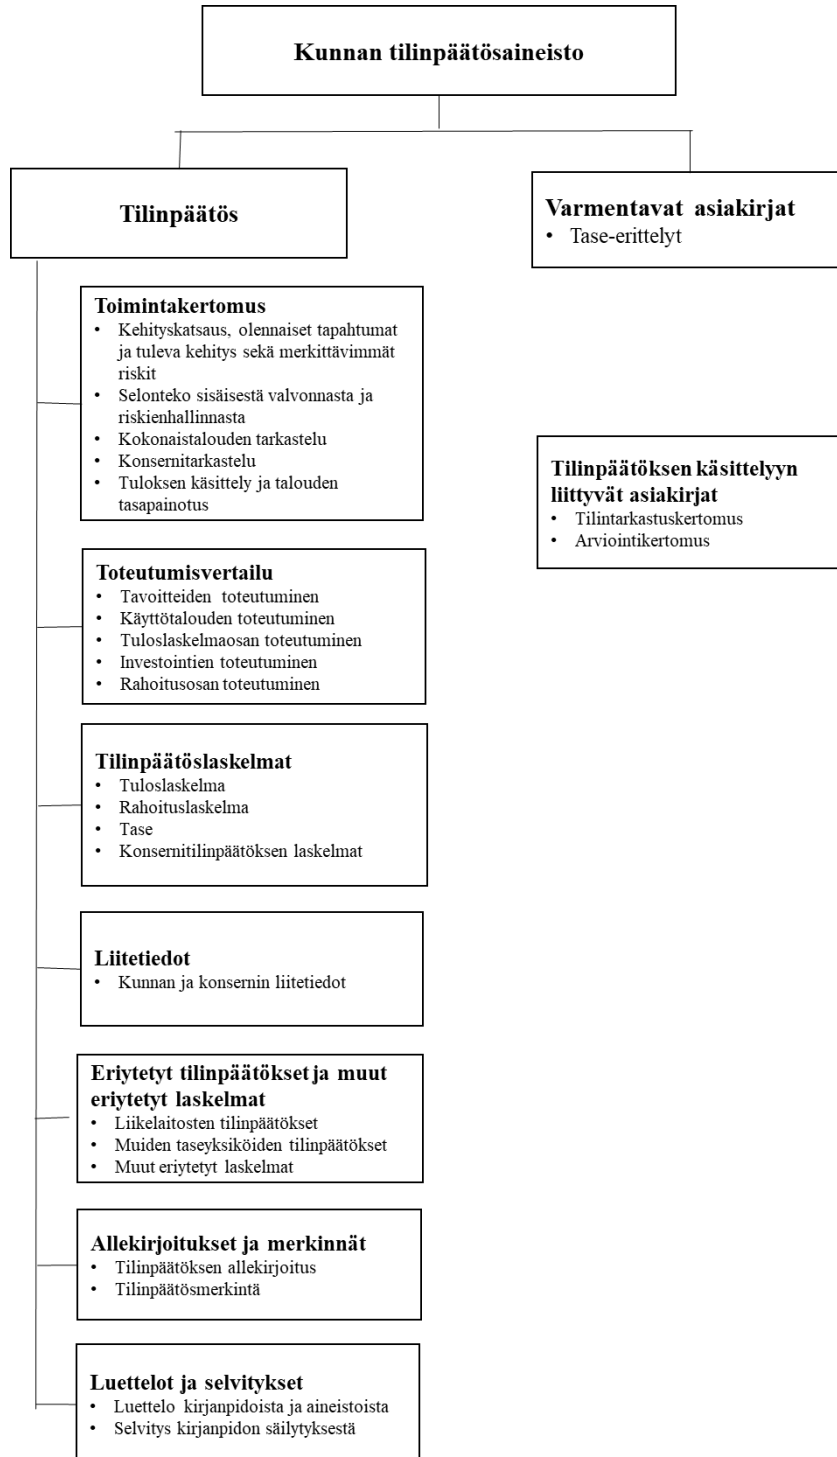 Kunnan tilinpäätösaineisto
Tilinpäätös
Varmentavat asiakirjat
• Tase-erittelyt
Toimintakertomus
• Kehityskatsaus, olennaiset tapahtumat
ja tuleva kehitys sekä merkittävimmät
riskit
• Selonteko sisäisestä valvonnasta ja
riskienhallinnasta
• Kokonaistalouden tarkastelu
• Konsernitarkastelu
• Tuloksen käsittely ja talouden
tasapainotus
Tilinpäätöksen käsittelyyn
liittyvät asiakirjat
• Tilintarkastuskertomus
• Arviointikertomus
Toteutumisvertailu
• Tavoitteiden toteutuminen
• Käyttötalouden toteutuminen
• Tuloslaskelmaosan toteutuminen
• Investointien toteutuminen
• Rahoitusosan toteutuminen
Tilinpäätöslaskelmat
• Tuloslaskelma
• Rahoituslaskelma
• Tase
• Konsernitilinpäätöksen laskelmat
Liitetiedot
• Kunnan ja konsernin liitetiedot
Eriytetyt tilinpäätökset ja muut
eriytetyt laskelmat
• Liikelaitosten tilinpäätökset
• Muiden taseyksiköiden tilinpäätökset
• Muut eriytetyt laskelmat
Allekirjoitukset ja merkinnät
• Tilinpäätöksen allekirjoitus
• Tilinpäätösmerkintä
Luettelot ja selvitykset
• Luettelo kirjanpidoista ja aineistoista
• Selvitys kirjanpidon säilytyksestä